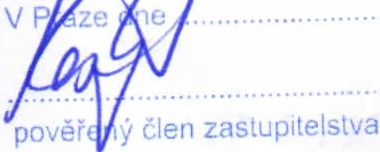 V Praze dne ........................
........................................
pověřený člen zastupitelstva